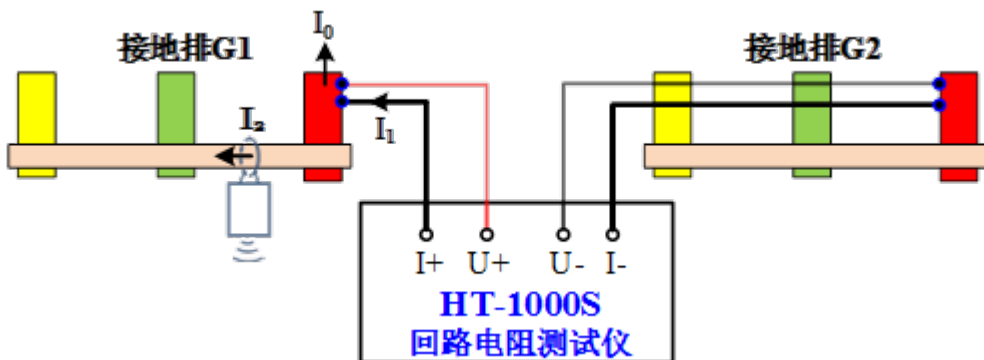 I₀
接地排G1
接地排G2
I₂
I₁
I+ U+ U- I-
HT-1000S
回路电阻测试仪